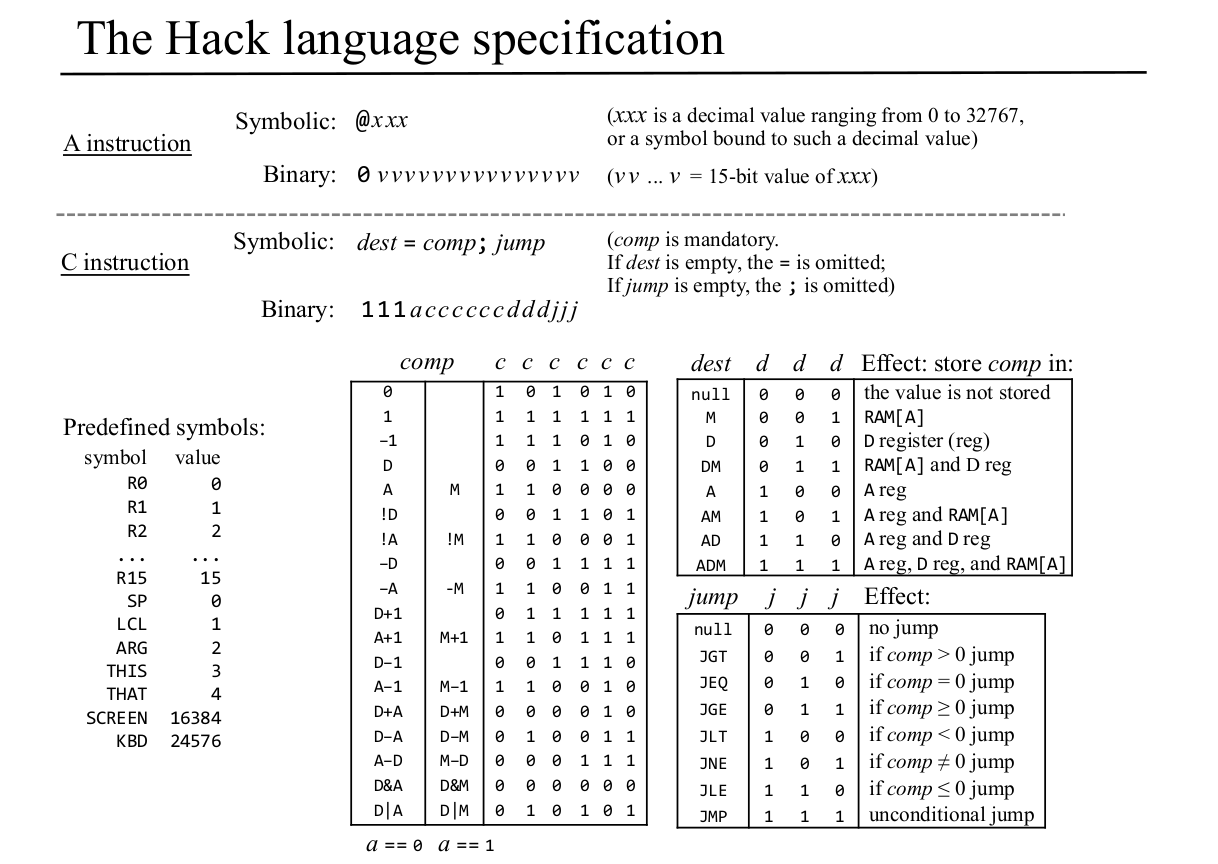 The Hack language specification
A instruction
Symbolic: @xxx
(xxx is a decimal value ranging from 0 to 32767,
or a symbol bound to such a decimal value)
Binary: 0 vvvvvvvvvvvvvvv
(vv ... v = 15-bit value of xxx)
C instruction
Symbolic: dest = comp; jump
(comp is mandatory.
If dest is empty, the = is omitted;
If jump is empty, the ; is omitted)
Binary: 111accccccdddjjj
Predefined symbols:
symbol value
R0 0
R1 1
R2 2
... ...
R15 15
SP 0
LCL 1
ARG 2
THIS 3
THAT 4
SCREEN 16384
KBD 24576
comp c c c c c c
0 1 0 1 0 1 0
1 1 1 1 1 1 1
−1 1 1 1 0 1 0
D 0 0 1 1 0 0
A M 1 1 0 0 0 0
!D 0 0 1 1 0 1
!A !M 1 1 0 0 0 1
−D 0 0 1 1 1 1
−A -M 1 1 0 0 1 1
D+1 0 1 1 1 1 1
A+1 M+1 1 1 0 1 1 1
D−1 0 0 1 1 1 0
A−1 M−1 1 1 0 0 1 0
D+A D+M 0 0 0 0 1 0
D−A D−M 0 1 0 0 1 1
A−D M−D 0 0 0 1 1 1
D&A D&M 0 0 0 0 0 0
D|A D|M 0 1 0 1 0 1
a == 0 a == 1
dest d d d Effect: store comp in:
null 0 0 0 the value is not stored
M 0 0 1 RAM[A]
D 0 1 0 D register (reg)
DM 0 1 1 RAM[A] and D reg
A 1 0 0 A reg
AM 1 0 1 A reg and RAM[A]
AD 1 1 0 A reg and D reg
ADM 1 1 1 A reg, D reg, and RAM[A]
jump j j j Effect:
null 0 0 0 no jump
JGT 0 0 1 if comp > 0 jump
JEQ 0 1 0 if comp = 0 jump
JGE 0 1 1 if comp ≥ 0 jump
JLT 1 0 0 if comp < 0 jump
JNE 1 0 1 if comp ≠ 0 jump
JLE 1 1 0 if comp ≤ 0 jump
JMP 1 1 1 unconditional jump